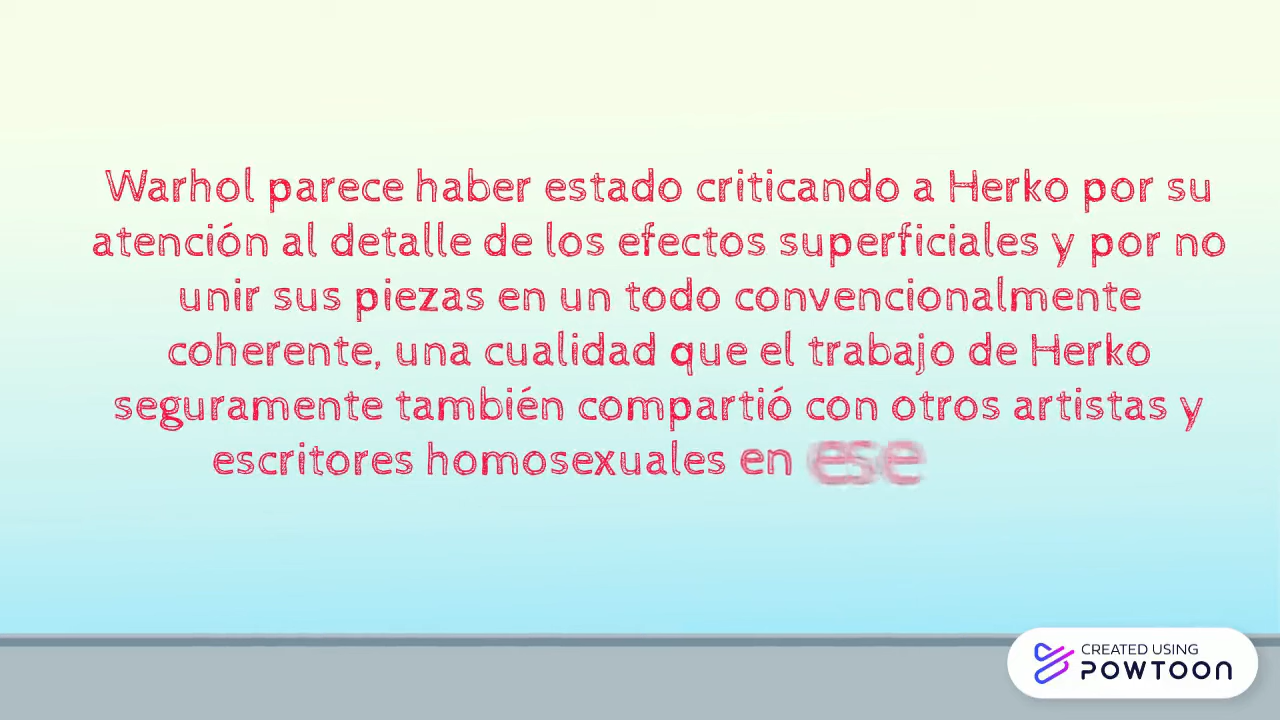 Warhol parece haber estado criticando a Herko por su
atención al detalle de los efectos superficiales y por no
unir sus piezas en un todo convencionalmente
coherente, una cualidad que el trabajo de Herko
seguramente también compartió con otros artistas y
escritores homosexuales en ese
CREATED USING
POWTOON